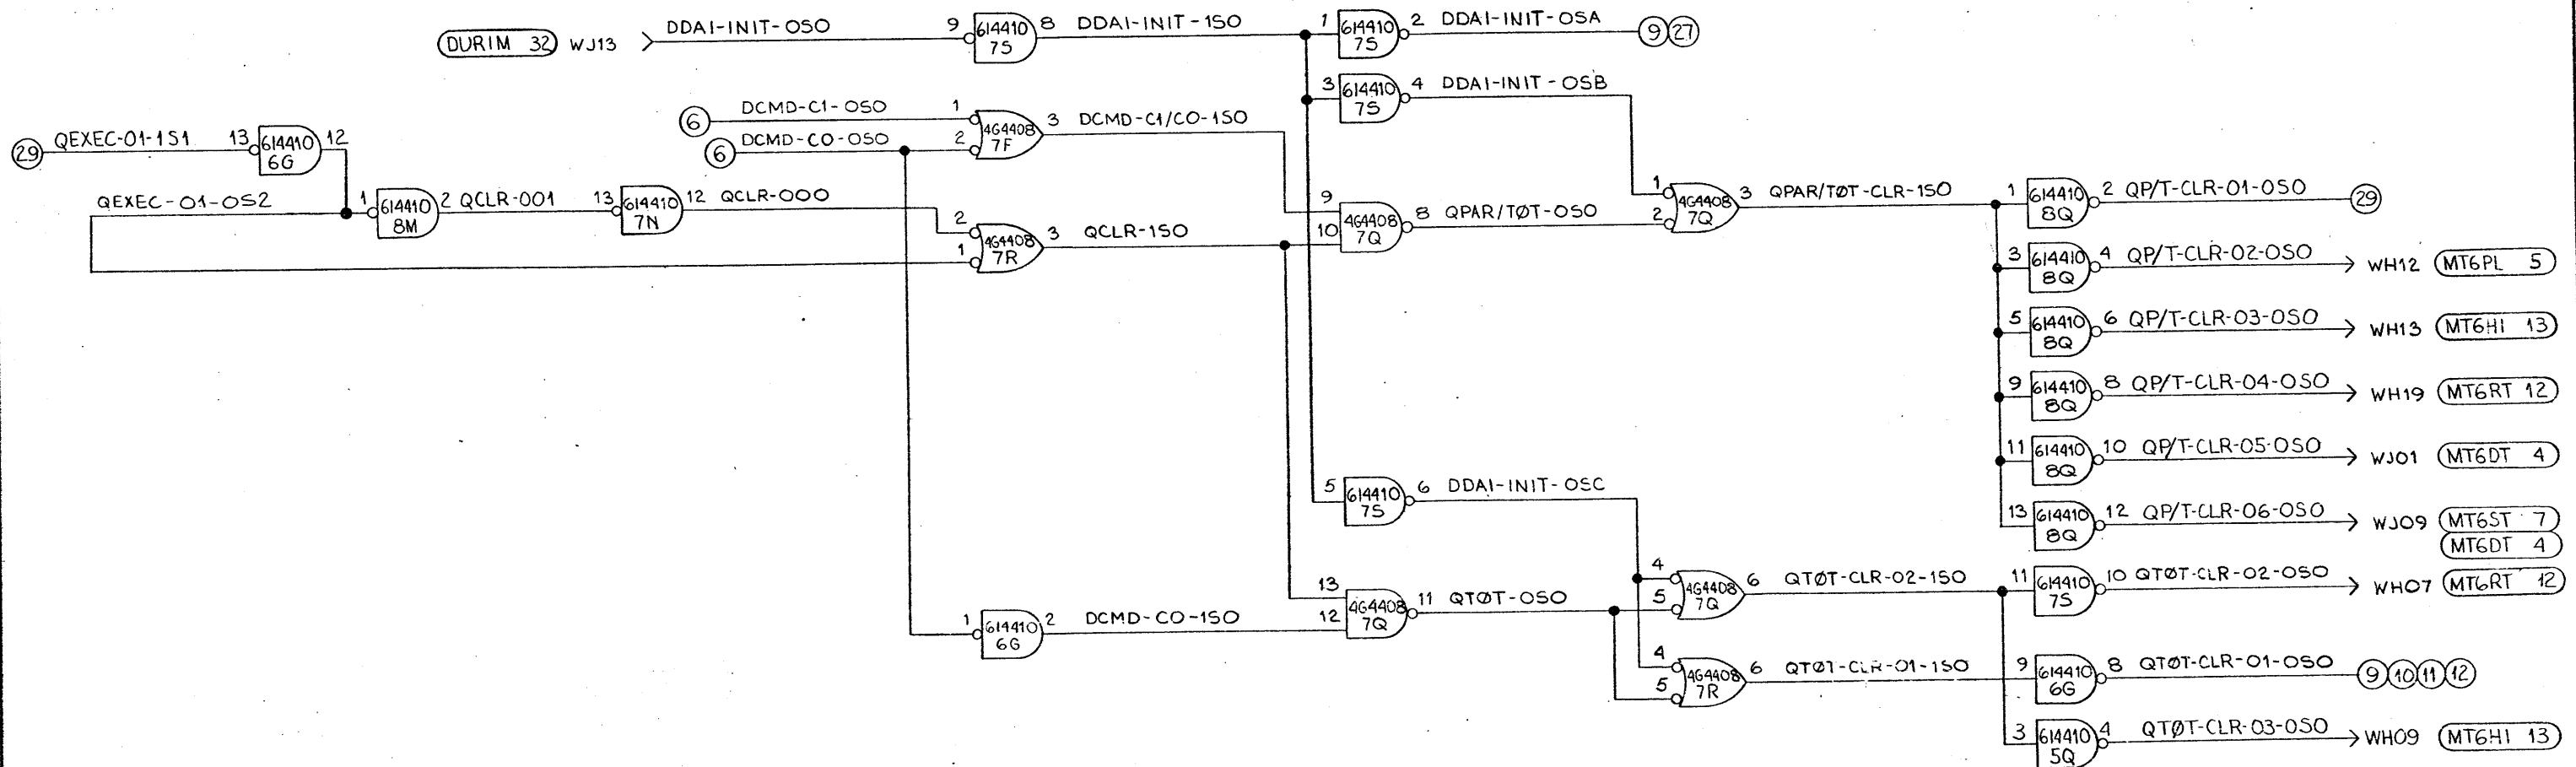 DURIM 32 WJ13 DDAI-INIT-0S0 9 614410 7S 8 DDAI-INIT-1S0 1 614410 7S 2 DDAI-INIT-0SA 9 27
3 614410 7S 4 DDAI-INIT-0SB
6 DCMD-C1-0S0 1
6 DCMD-C0-0S0 2 464408 7F 3 DCMD-C1/C0-1S0
29 QEXEC-01-1S1 13 614410 6G 12
QEXEC-01-0S2 1 614410 8M 2 QCLR-001 13 614410 7N 12 QCLR-000 2
1 464408 7R 3 QCLR-1S0
9
10 464408 7Q 8 QPAR/TØT-0S0
1
2 464408 7Q 3 QPAR/TØT-CLR-1S0
1 614410 8Q 2 QP/T-CLR-01-0S0 29
3 614410 8Q 4 QP/T-CLR-02-0S0 WH12 MT6PL 5
5 614410 8Q 6 QP/T-CLR-03-0S0 WH13 MT6HI 13
9 614410 8Q 8 QP/T-CLR-04-0S0 WH19 MT6RT 12
11 614410 8Q 10 QP/T-CLR-05-0S0 WJ01 MT6DT 4
13 614410 8Q 12 QP/T-CLR-06-0S0 WJ09 MT6ST 7
MT6DT 4
5 614410 7S 6 DDAI-INIT-0SC
1 614410 6G 2 DCMD-C0-1S0
13
12 464408 7Q 11 QTØT-0S0
4
5 464408 7Q 6 QTØT-CLR-02-1S0 11 614410 7S 10 QTØT-CLR-02-0S0 WH07 MT6RT 12
4
5 464408 7R 6 QTØT-CLR-01-1S0 9 614410 6G 8 QTØT-CLR-01-0S0 9 10 11 12
3 614410 5Q 4 QTØT-CLR-03-0S0 WH09 MT6HI 13